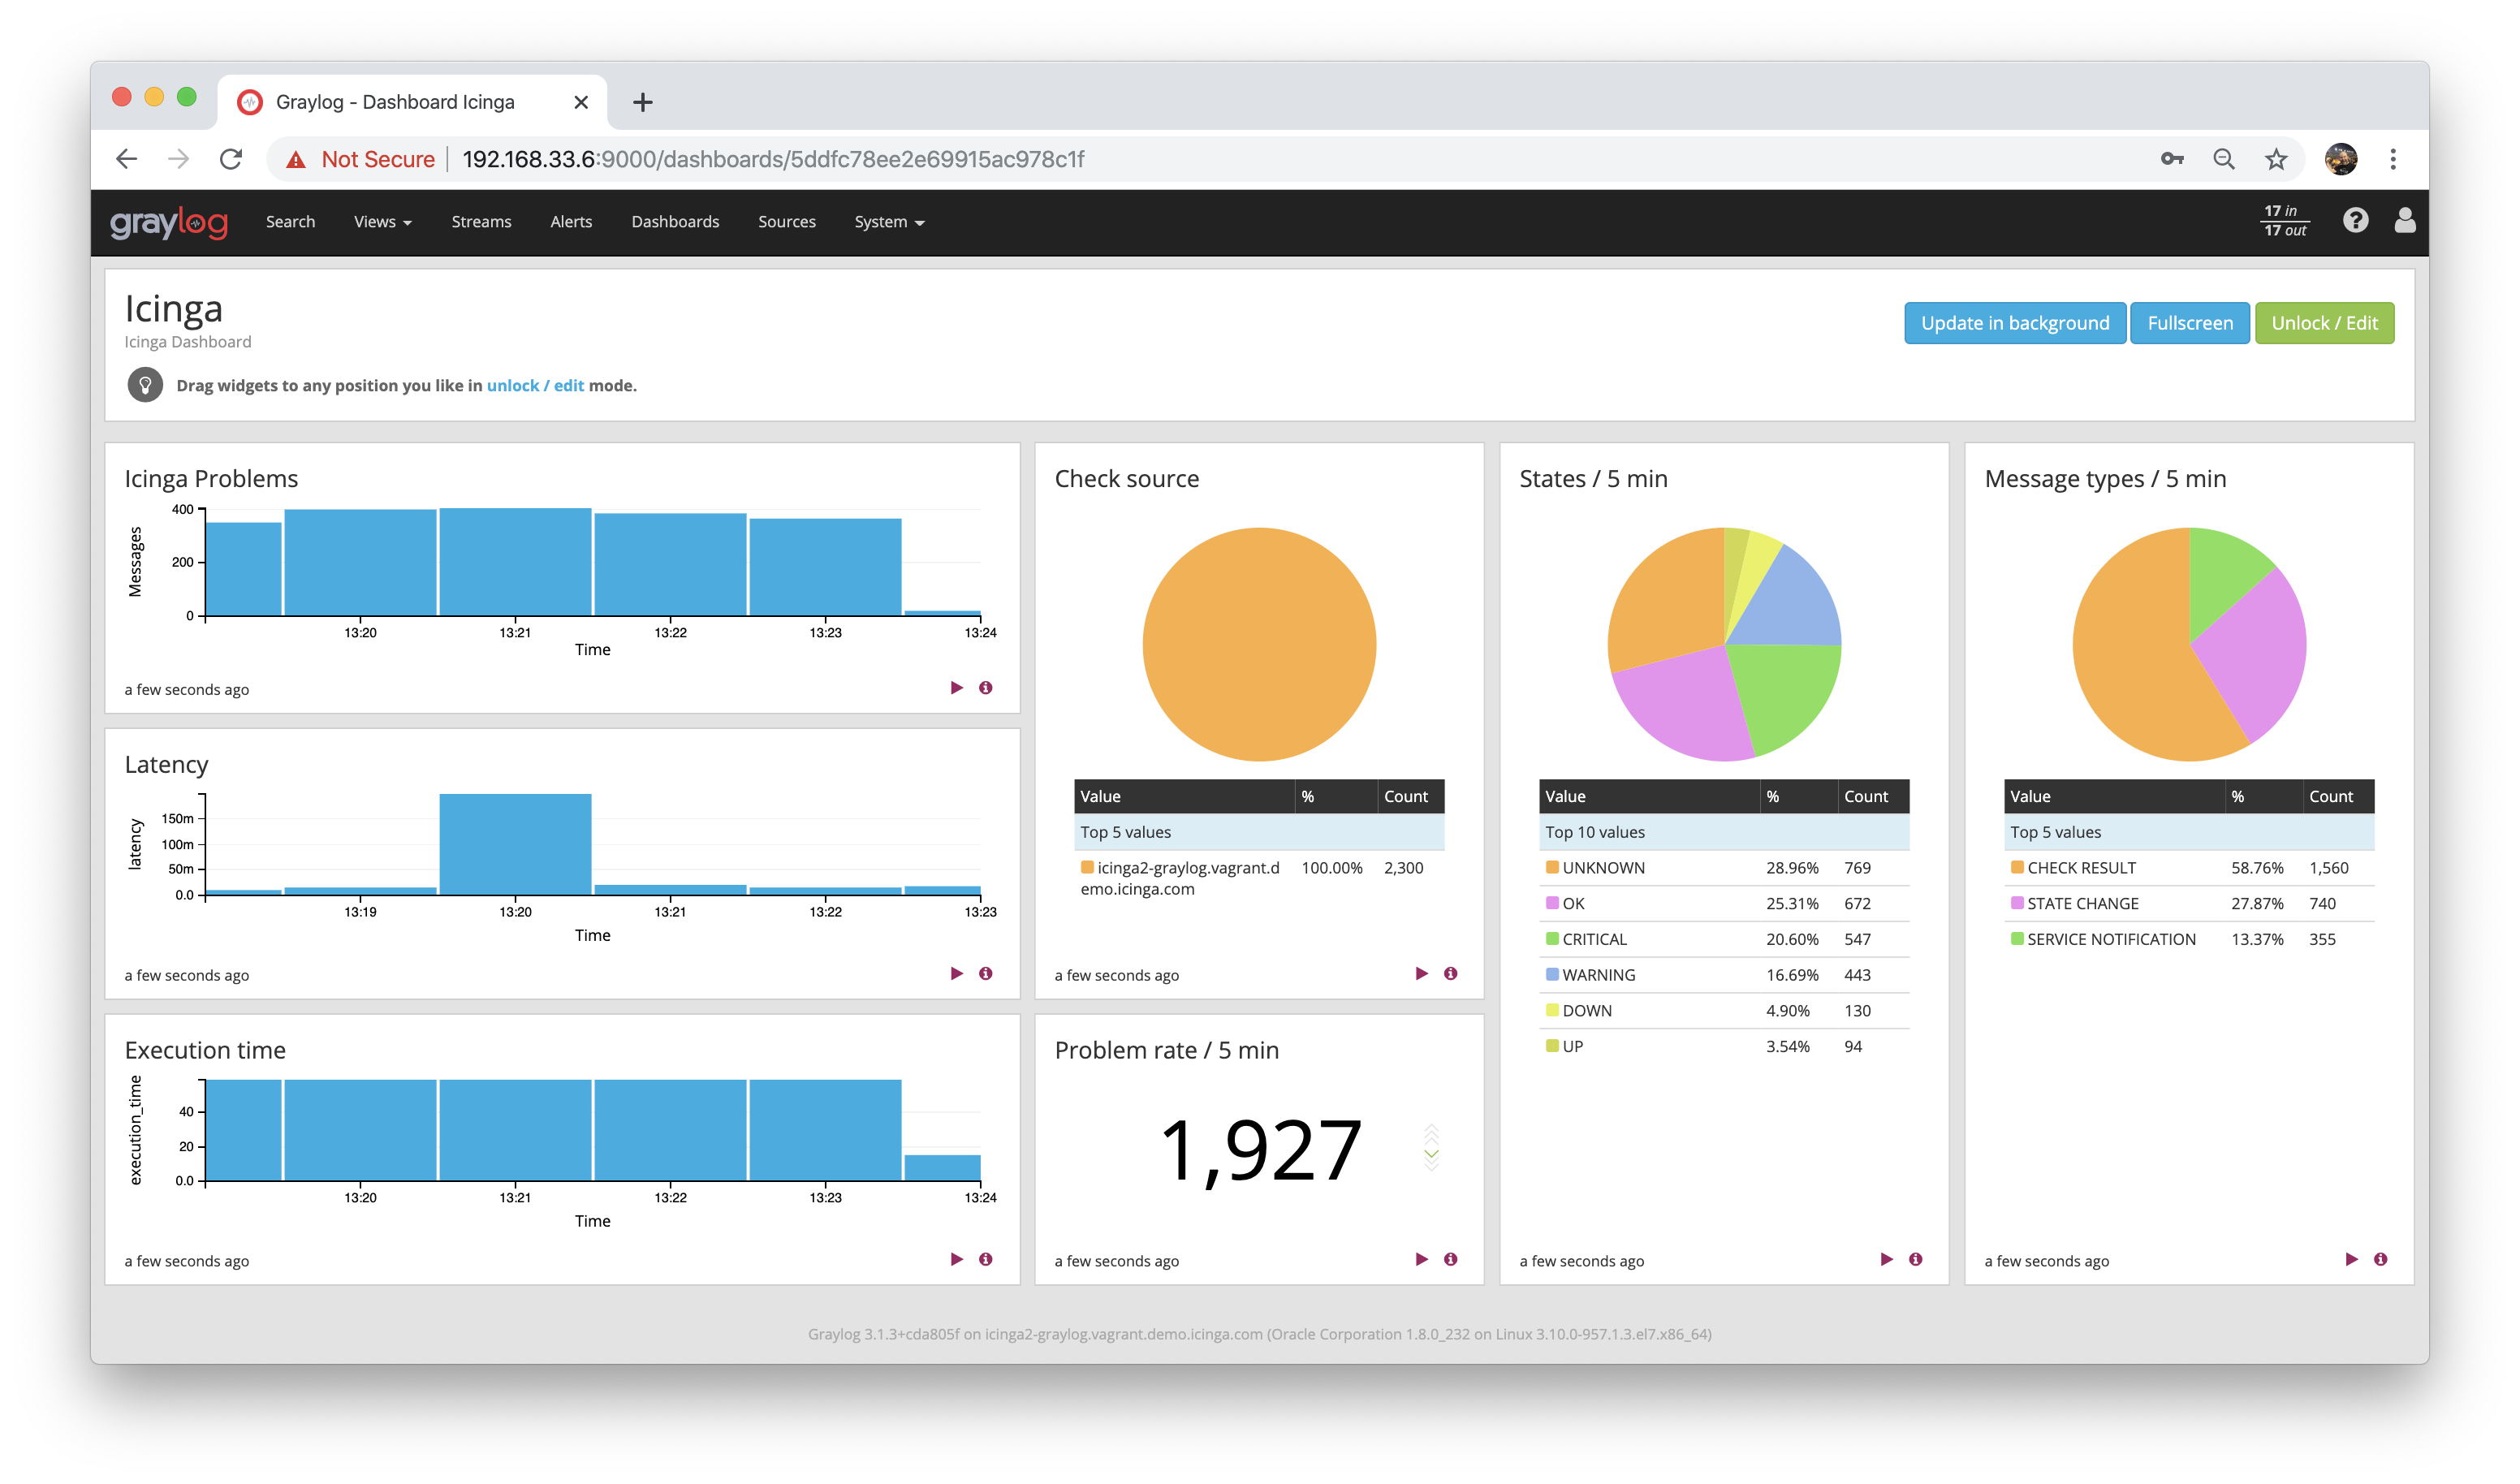 Graylog - Dashboard Icinga
Not Secure 192.168.33.6:9000/dashboards/5ddfc78ee2e69915ac978c1f
graylog Search Views Streams Alerts Dashboards Sources System 17 in
17 out
Icinga
Icinga Dashboard
Drag widgets to any position you like in unlock / edit mode.
Update in background Fullscreen Unlock / Edit
Icinga Problems
Messages
400
200
0
13:20 13:21 13:22 13:23 13:24
Time
a few seconds ago
Latency
latency
150m
100m
50m
0.0
13:19 13:20 13:21 13:22 13:23
Time
a few seconds ago
Execution time
execution_time
40
20
0.0
13:20 13:21 13:22 13:23 13:24
Time
a few seconds ago
Check source
Value % Count
Top 5 values
icinga2-graylog.vagrant.d 100.00% 2,300
emo.icinga.com
a few seconds ago
Problem rate / 5 min
1,927
a few seconds ago
States / 5 min
Value % Count
Top 10 values
UNKNOWN 28.96% 769
OK 25.31% 672
CRITICAL 20.60% 547
WARNING 16.69% 443
DOWN 4.90% 130
UP 3.54% 94
a few seconds ago
Message types / 5 min
Value % Count
Top 5 values
CHECK RESULT 58.76% 1,560
STATE CHANGE 27.87% 740
SERVICE NOTIFICATION 13.37% 355
a few seconds ago
Graylog 3.1.3+cda805f on icinga2-graylog.vagrant.demo.icinga.com (Oracle Corporation 1.8.0_232 on Linux 3.10.0-957.1.3.el7.x86_64)